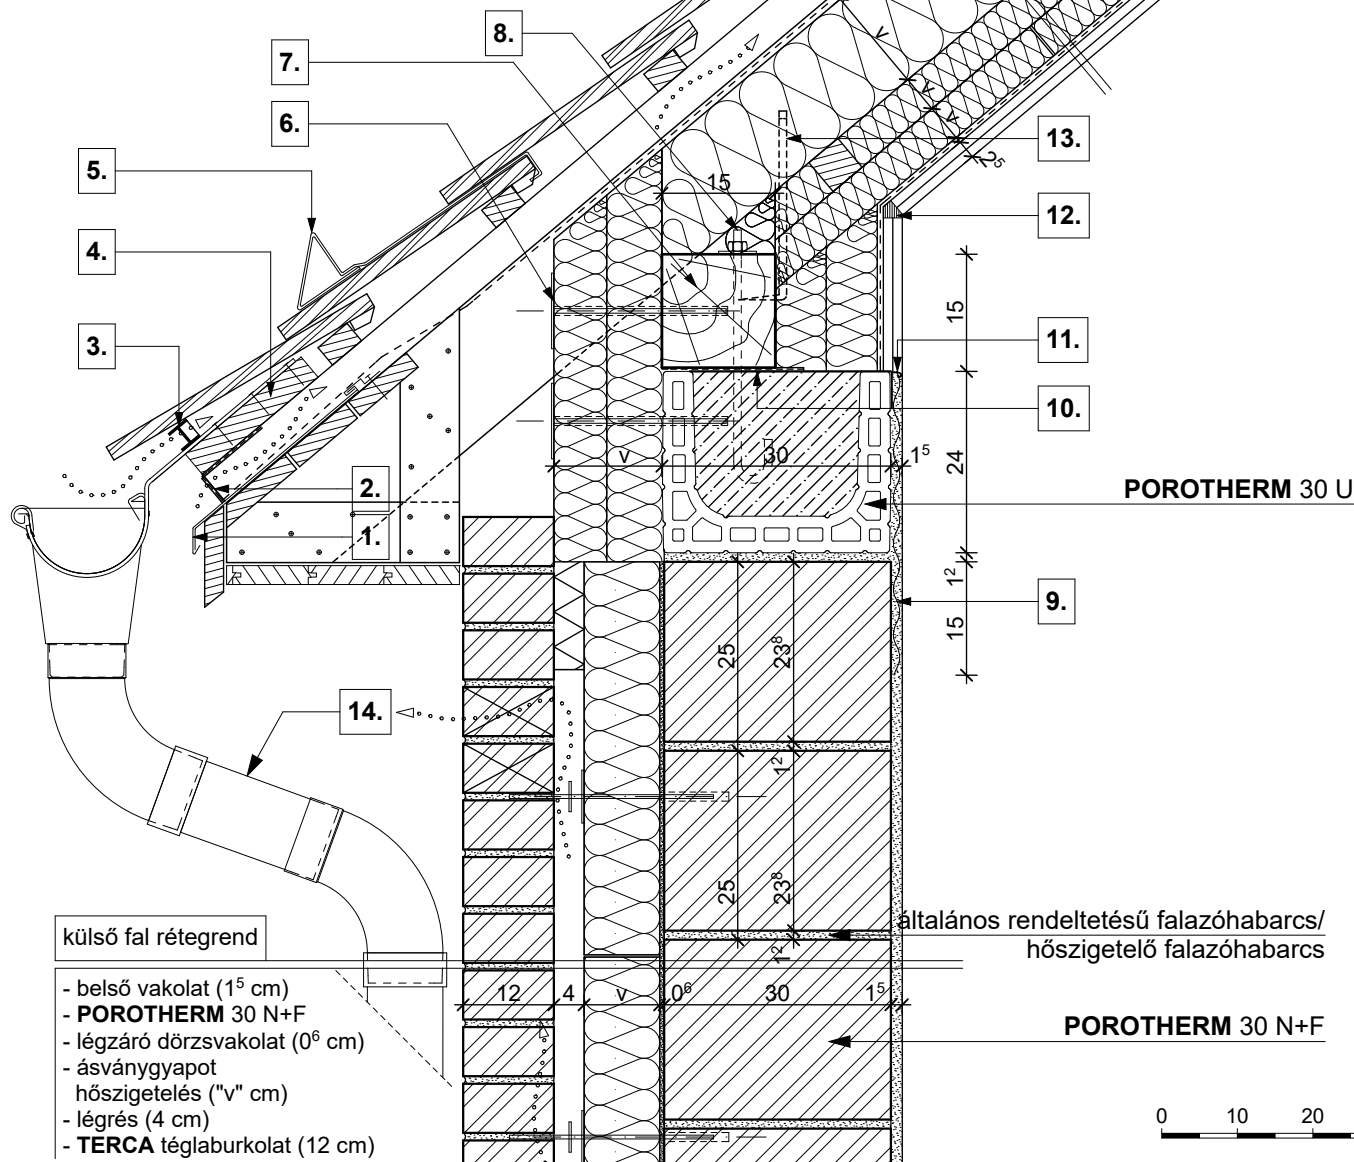 8.
7.
6.
5.
4.
3.
2.
1.
13.
12.
11.
10.
9.
14.
v
v
v
2⁵
15
15
24
1²
15
v
30
1⁵
POROTHERM 30 U
25
23⁸
1²
25
23⁸
1²
általános rendeltetésű falazóhabarcs/
hőszigetelő falazóhabarcs
12
4
v
0⁶
30
1⁵
POROTHERM 30 N+F
külső fal rétegrend
- belső vakolat (1⁵ cm)
- POROTHERM 30 N+F
- légzáró dörzsvakolat (0⁶ cm)
- ásványgyapot
hőszigetelés ("v" cm)
- légrés (4 cm)
- TERCA téglaburkolat (12 cm)
0 10 20